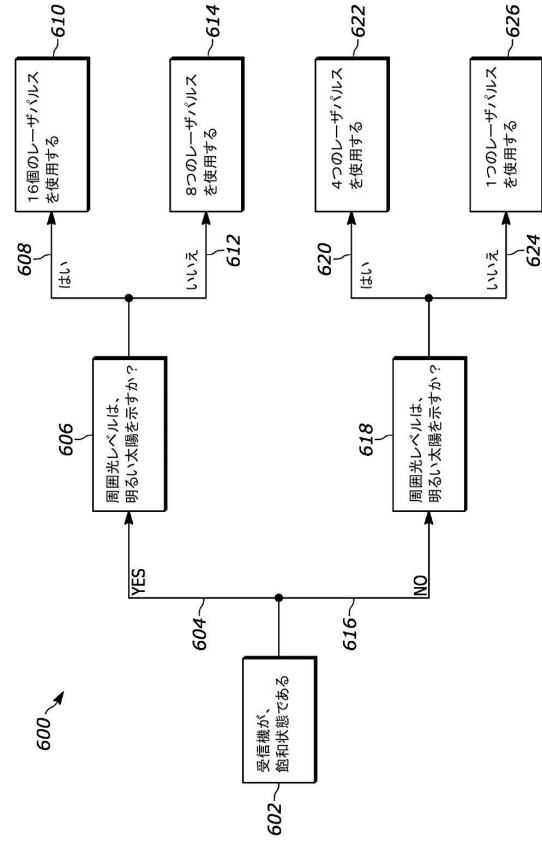 600
602
受信機が、
飽和状態である
604
YES
616
NO
606
周囲光レベルは、
明るい太陽を示すか?
618
周囲光レベルは、
明るい太陽を示すか?
608
はい
612
いいえ
620
はい
624
いいえ
610
16個のレーザパルス
を使用する
614
8つのレーザパルス
を使用する
622
4つのレーザパルス
を使用する
626
1つのレーザパルス
を使用する